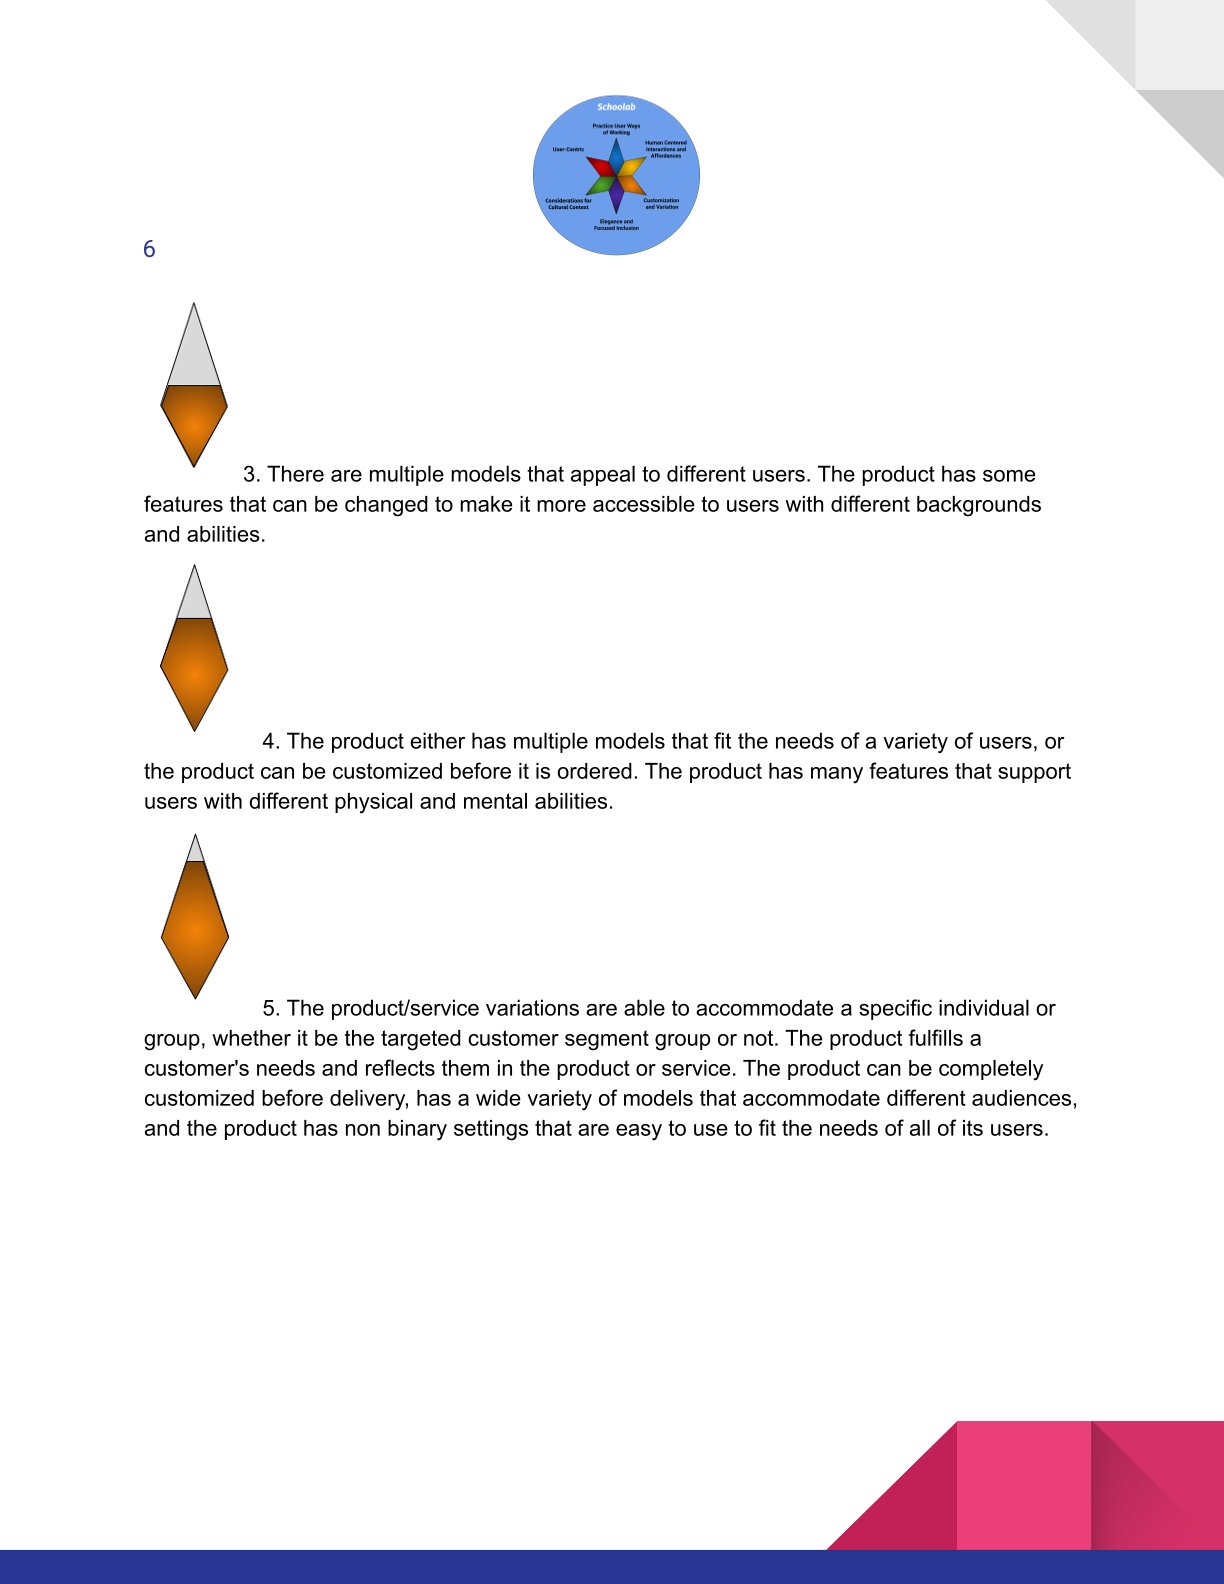 Schoolab
Practice User Ways
of Working
User-Centric
Human Centered
Interactions and
Affordances
Considerations for
Cultural Context
Customization
and Variation
Elegance and
Focused Inclusion
6
3. There are multiple models that appeal to different users. The product has some
features that can be changed to make it more accessible to users with different backgrounds
and abilities.
4. The product either has multiple models that fit the needs of a variety of users, or
the product can be customized before it is ordered. The product has many features that support
users with different physical and mental abilities.
5. The product/service variations are able to accommodate a specific individual or
group, whether it be the targeted customer segment group or not. The product fulfills a
customer's needs and reflects them in the product or service. The product can be completely
customized before delivery, has a wide variety of models that accommodate different audiences,
and the product has non binary settings that are easy to use to fit the needs of all of its users.